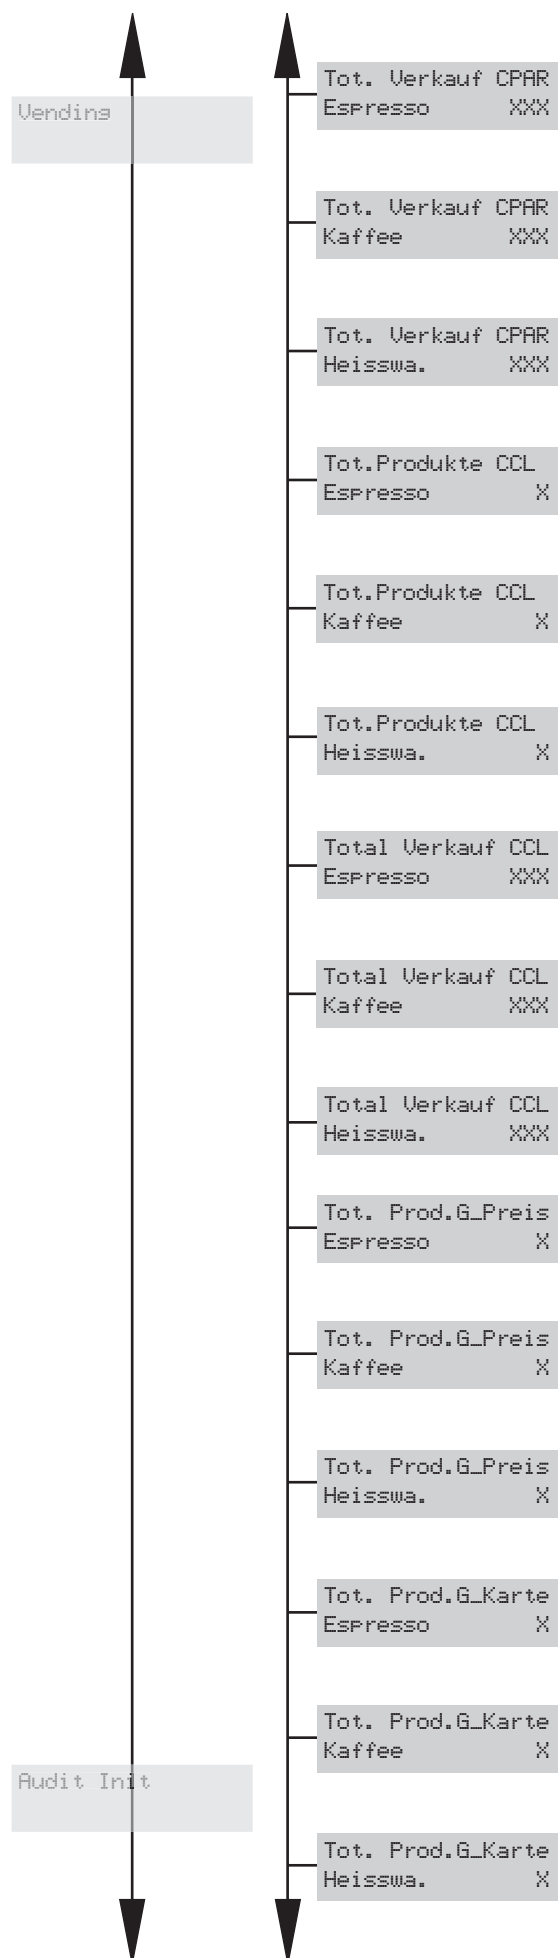 Tot. Verkauf CPAR
Espresso XXX
Vending
Tot. Verkauf CPAR
Kaffee XXX
Tot. Verkauf CPAR
Heisswa. XXX
Tot.Produkte CCL
Espresso X
Tot.Produkte CCL
Kaffee X
Tot.Produkte CCL
Heisswa. X
Total Verkauf CCL
Espresso XXX
Total Verkauf CCL
Kaffee XXX
Total Verkauf CCL
Heisswa. XXX
Tot. Prod.G_Preis
Espresso X
Tot. Prod.G_Preis
Kaffee X
Tot. Prod.G_Preis
Heisswa. X
Tot. Prod.G_Karte
Espresso X
Tot. Prod.G_Karte
Kaffee X
Audit Init
Tot. Prod.G_Karte
Heisswa. X